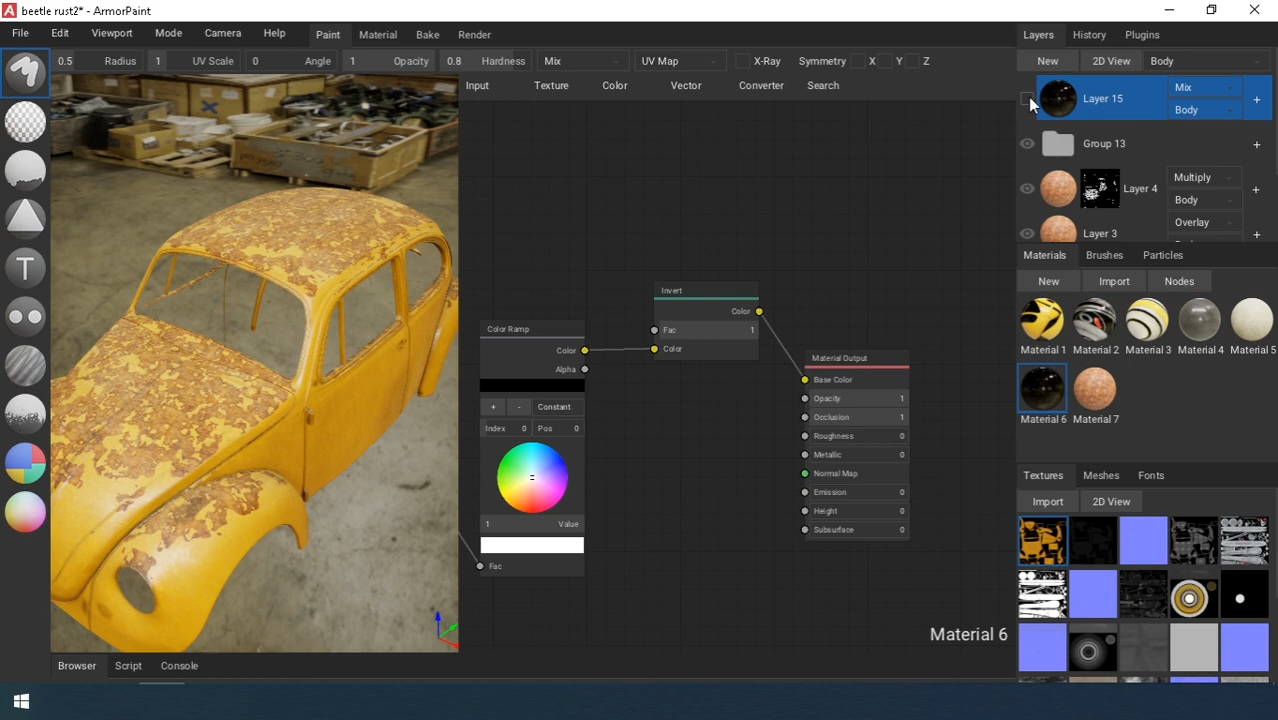 beetle rust2* - ArmorPaint
File Edit Viewport Mode Camera Help Paint Material Bake Render Layers History Plugins
0.5 Radius 1 UV Scale 0 Angle 1 Opacity 0.8 Hardness Mix UV Map X-Ray Symmetry X Y Z New 2D View Body
Input Texture Color Vector Converter Search
Layer 15 Mix
Body
Group 13
Layer 4 Multiply
Body
Layer 3 Overlay
Materials Brushes Particles
New Import Nodes
Material 1 Material 2 Material 3 Material 4 Material 5
Material 6 Material 7
Color Ramp
Color
Alpha
+ - Constant
Index 0 Pos 0
1 Value
Fac
Invert
Color
Fac 1
Color
Material Output
Base Color
Opacity 1
Occlusion 1
Roughness 0
Metallic 0
Normal Map
Emission 0
Height 0
Subsurface 0
Material 6
Textures Meshes Fonts
Import 2D View
T
Browser Script Console